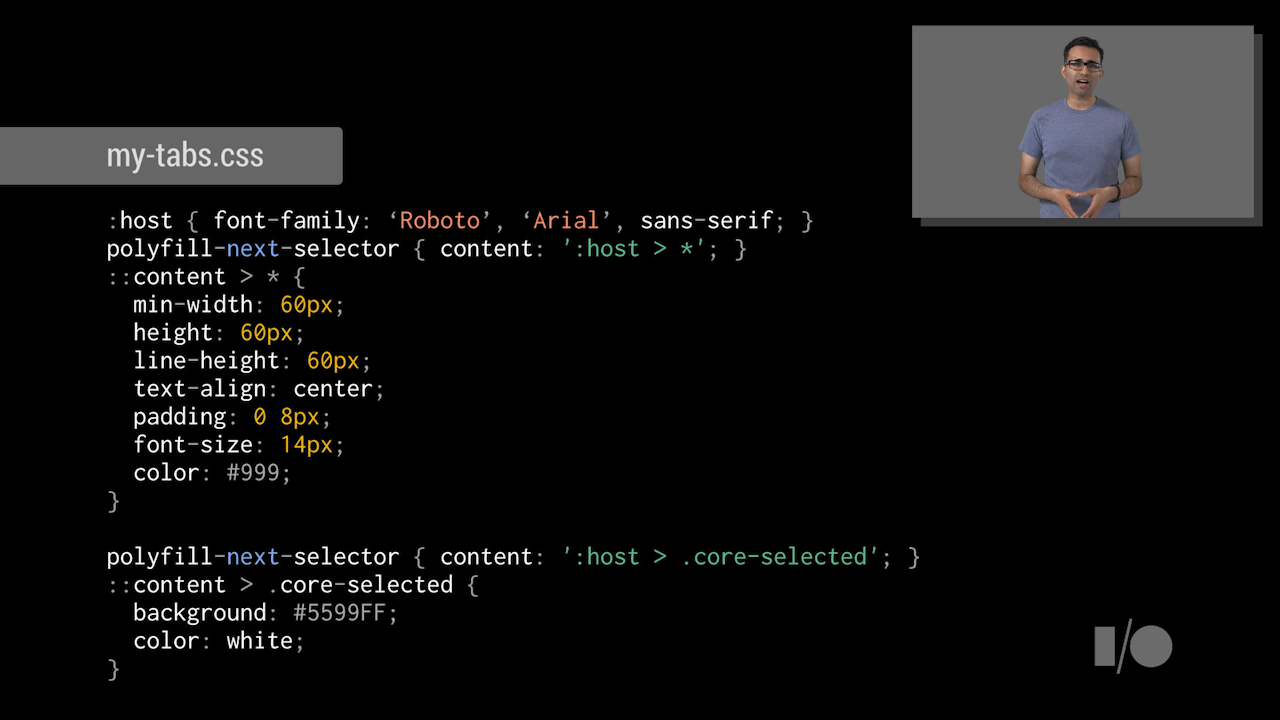 my-tabs.css
:host { font-family: ‘Roboto’, ‘Arial’, sans-serif; }
polyfill-next-selector { content: ':host > *'; }
::content > * {
  min-width: 60px;
  height: 60px;
  line-height: 60px;
  text-align: center;
  padding: 0 8px;
  font-size: 14px;
  color: #999;
}
polyfill-next-selector { content: ':host > .core-selected'; }
::content > .core-selected {
  background: #5599FF;
  color: white;
}
I/O